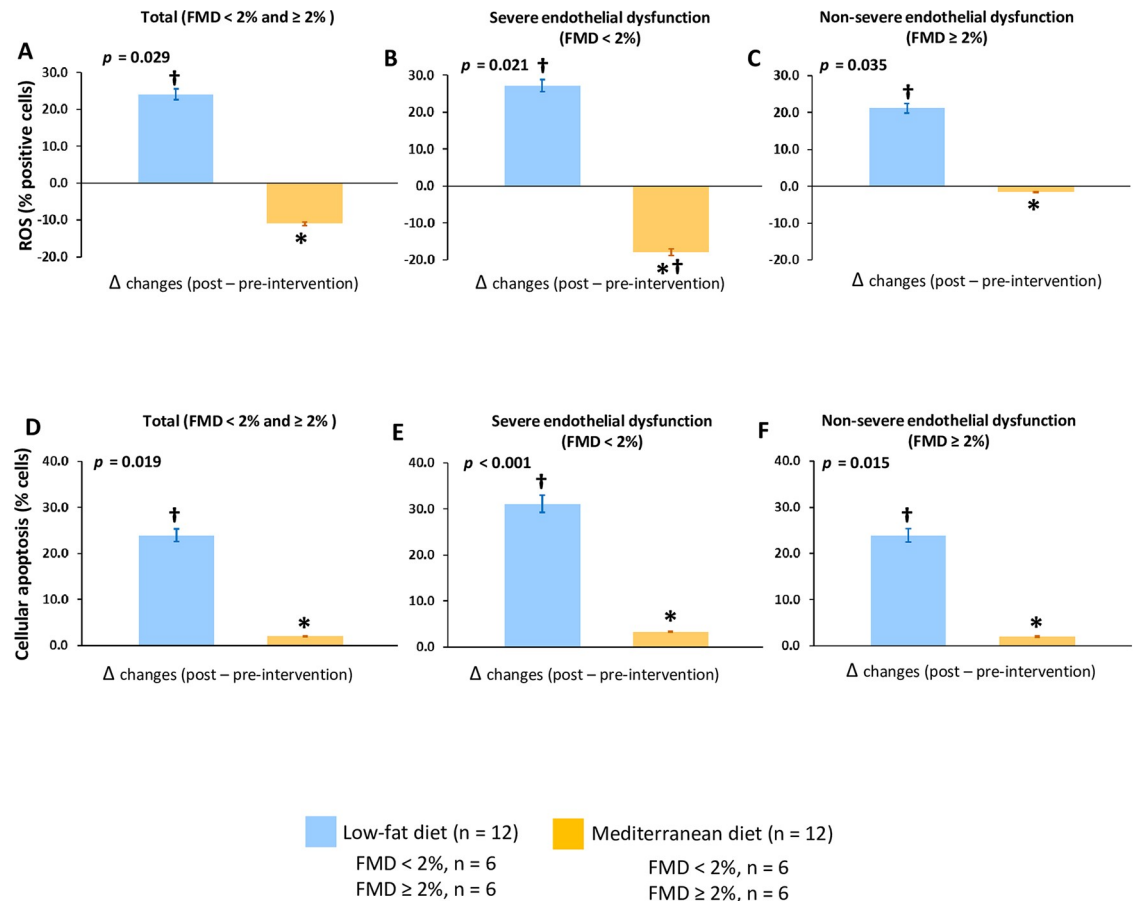 Total (FMD < 2% and ≥ 2% )
Severe endothelial dysfunction
(FMD < 2%)
Non-severe endothelial dysfunction
(FMD ≥ 2%)
A
B
C
p = 0.029
p = 0.021
p = 0.035
†
†
†
ROS (% positive cells)
30.0
20.0
10.0
0.0
-10.0
-20.0
30.0
20.0
10.0
0.0
-10.0
-20.0
30.0
20.0
10.0
0.0
-10.0
-20.0
*
*†
*
Δ changes (post – pre-intervention)
Δ changes (post – pre-intervention)
Δ changes (post – pre-intervention)
Total (FMD < 2% and ≥ 2% )
Severe endothelial dysfunction
(FMD < 2%)
Non-severe endothelial dysfunction
(FMD ≥ 2%)
D
E
F
p = 0.019
p < 0.001
p = 0.015
†
†
†
Cellular apoptosis (% cells)
40.0
30.0
20.0
10.0
0.0
40.0
30.0
20.0
10.0
0.0
40.0
30.0
20.0
10.0
0.0
*
*
*
Δ changes (post – pre-intervention)
Δ changes (post – pre-intervention)
Δ changes (post – pre-intervention)
Low-fat diet (n = 12)
FMD < 2%, n = 6
FMD ≥ 2%, n = 6
Mediterranean diet (n = 12)
FMD < 2%, n = 6
FMD ≥ 2%, n = 6